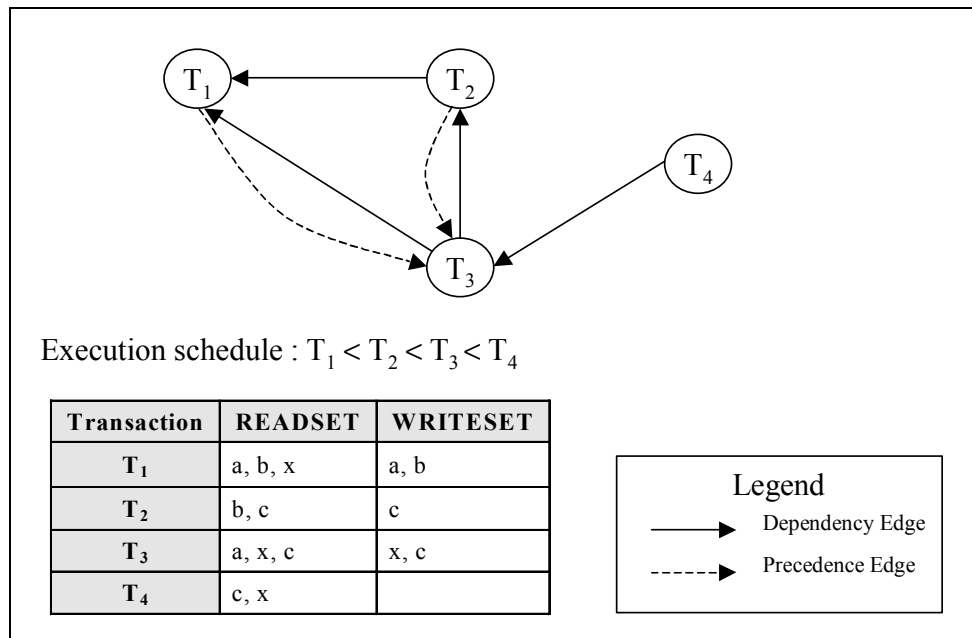 T1
T2
T4
T3
Execution schedule : T1 < T2 < T3 < T4
Transaction READSET WRITESET
T1 a, b, x a, b
T2 b, c c
T3 a, x, c x, c
T4 c, x
Legend
Dependency Edge
Precedence Edge